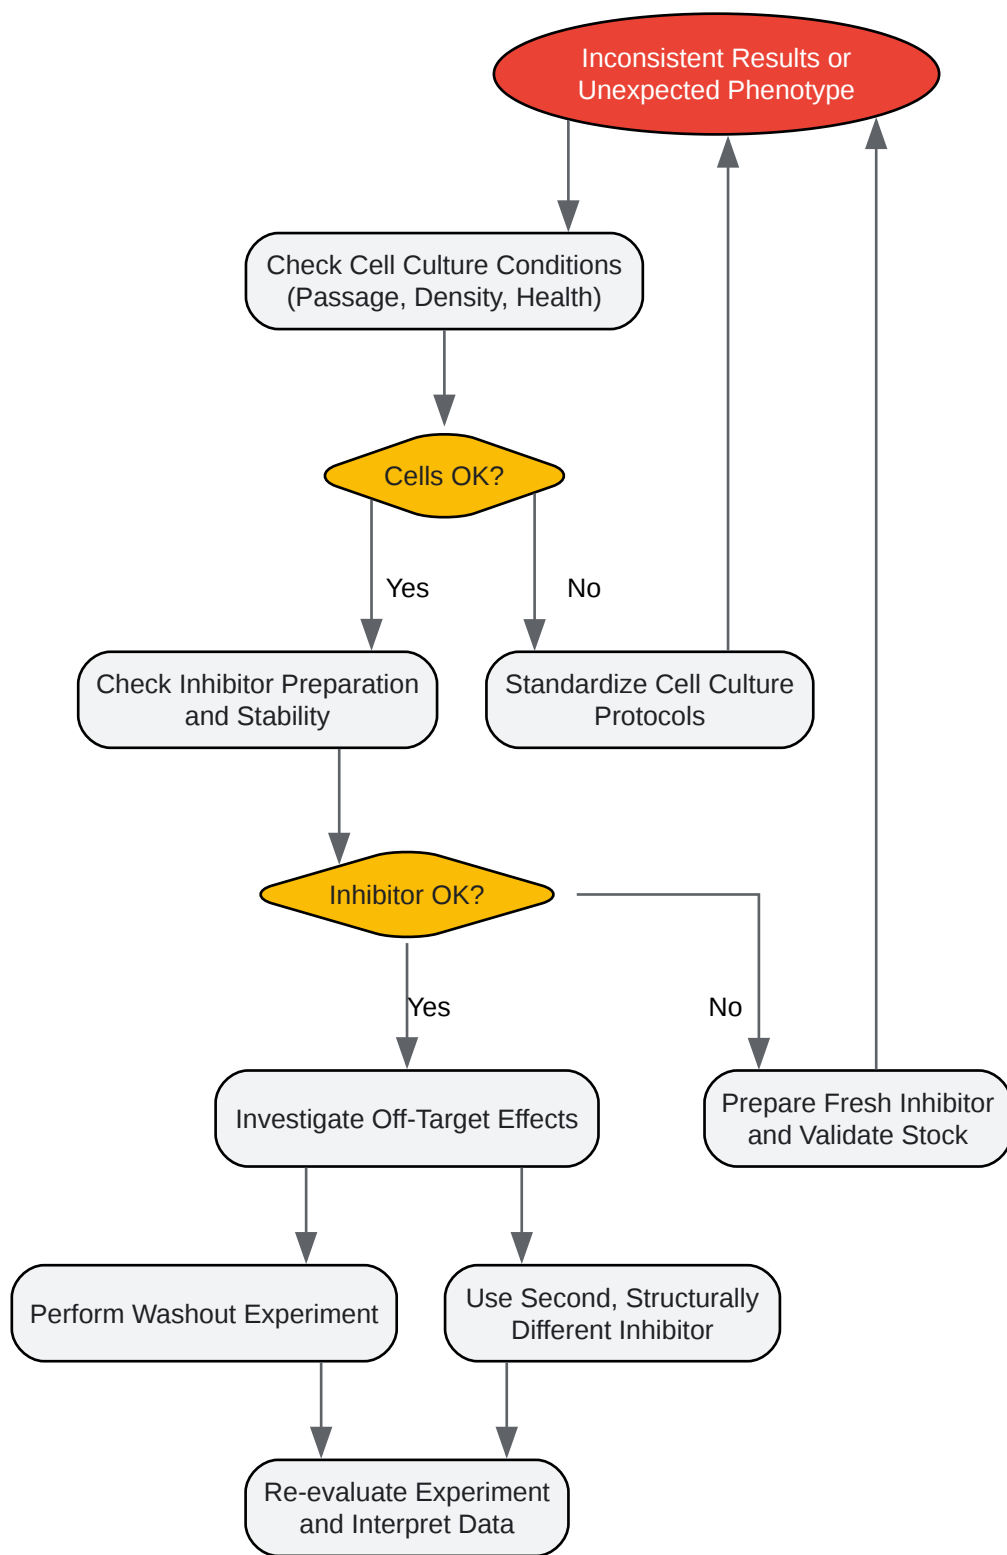 Inconsistent Results or
Unexpected Phenotype
Check Cell Culture Conditions
(Passage, Density, Health)
Cells OK?
Yes
No
Check Inhibitor Preparation
and Stability
Standardize Cell Culture
Protocols
Inhibitor OK?
Yes
No
Investigate Off-Target Effects
Prepare Fresh Inhibitor
and Validate Stock
Perform Washout Experiment
Use Second, Structurally
Different Inhibitor
Re-evaluate Experiment
and Interpret Data